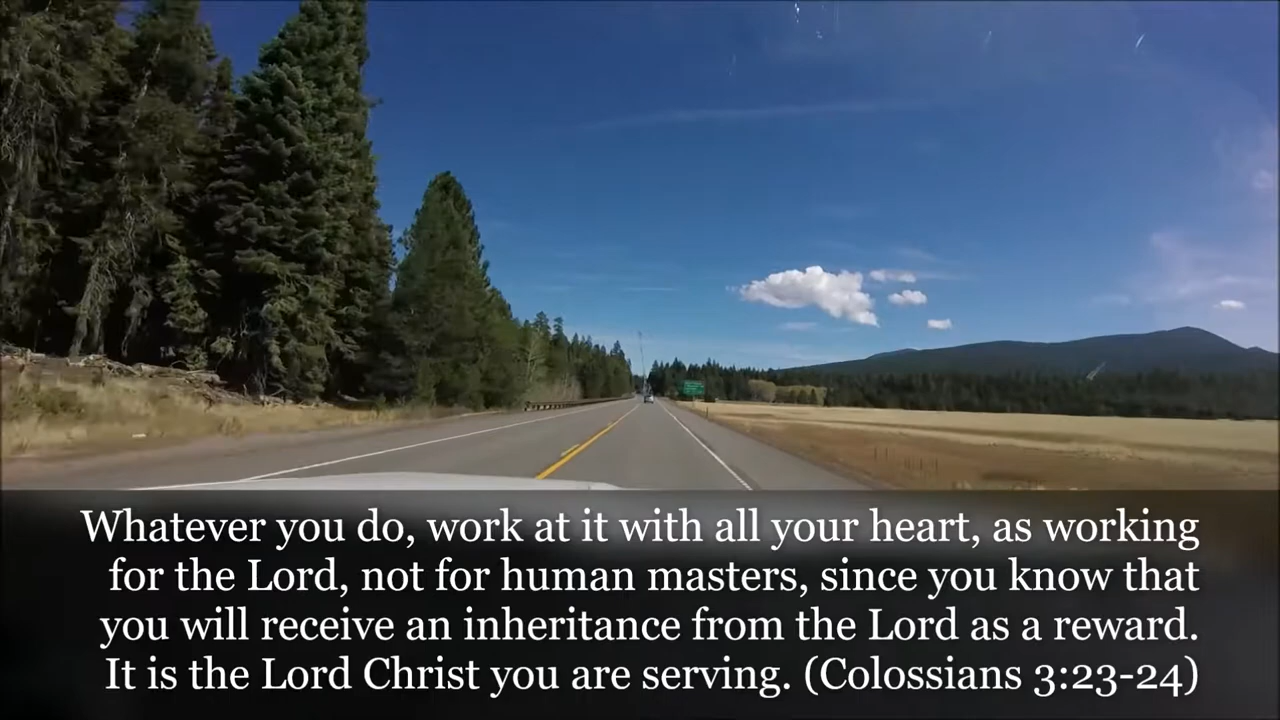 Whatever you do, work at it with all your heart, as working
for the Lord, not for human masters, since you know that
you will receive an inheritance from the Lord as a reward.
It is the Lord Christ you are serving. (Colossians 3:23-24)